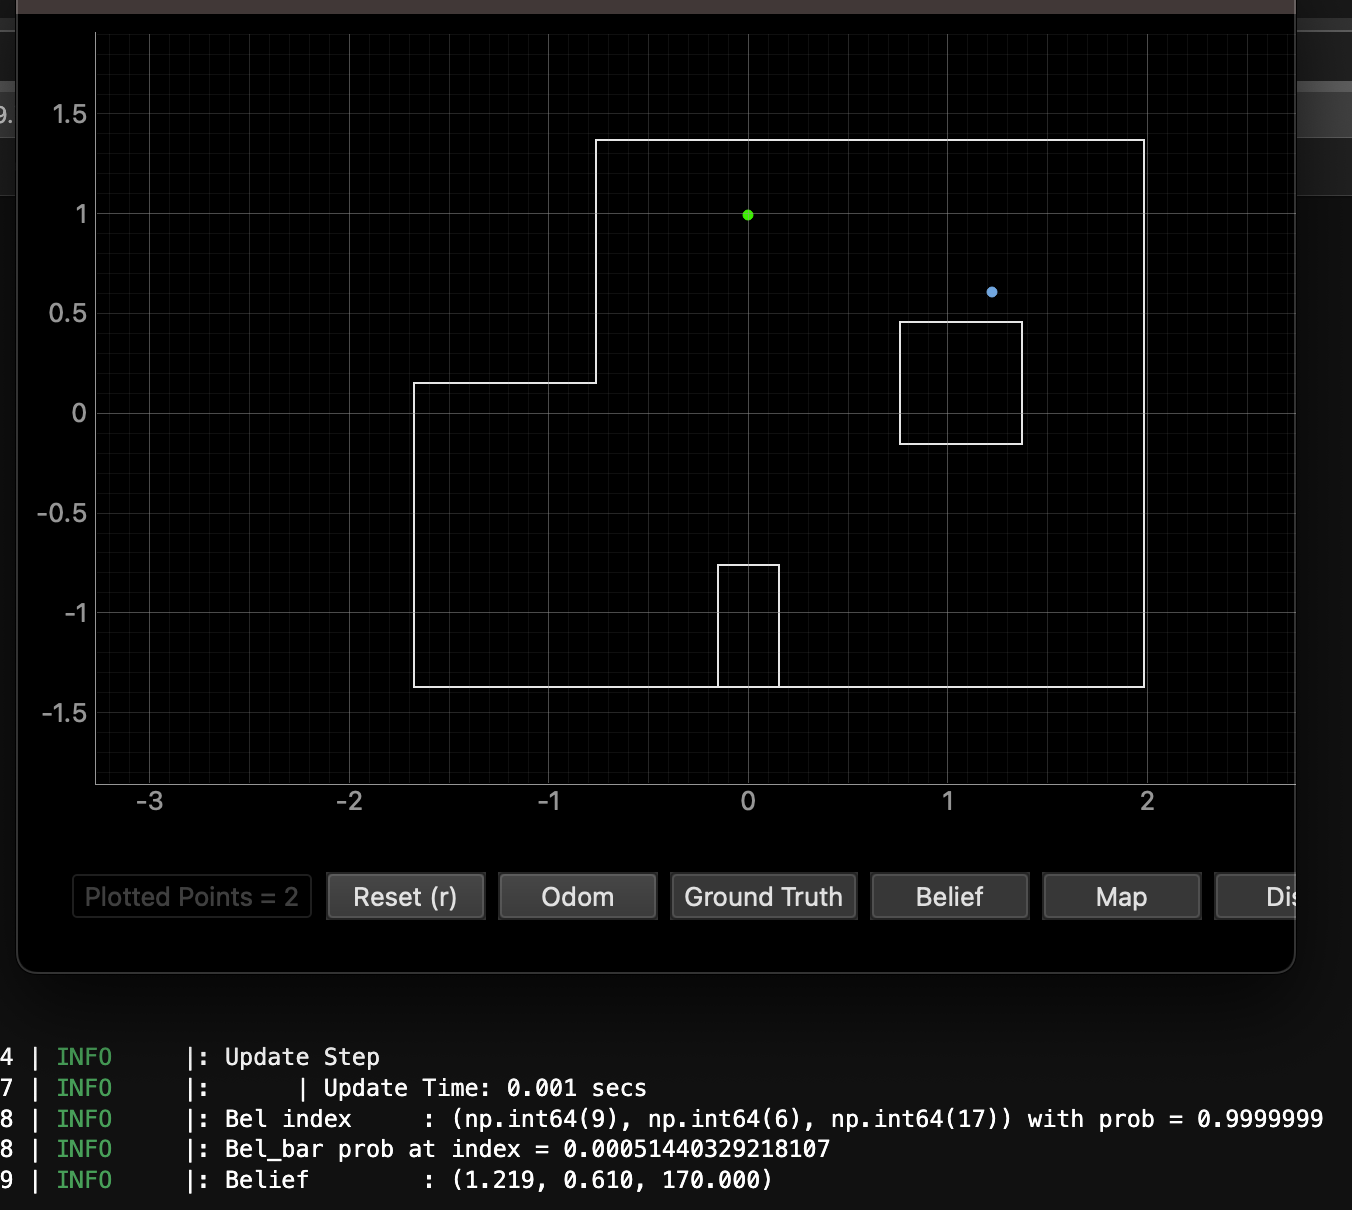 9.
1.5
1
0.5
0
-0.5
-1
-1.5
-3 -2 -1 0 1 2
Plotted Points = 2 Reset (r) Odom Ground Truth Belief Map Dis
4 | INFO |: Update Step
7 | INFO |: | Update Time: 0.001 secs
8 | INFO |: Bel index : (np.int64(9), np.int64(6), np.int64(17)) with prob = 0.9999999
8 | INFO |: Bel_bar prob at index = 0.00051440329218107
9 | INFO |: Belief : (1.219, 0.610, 170.000)